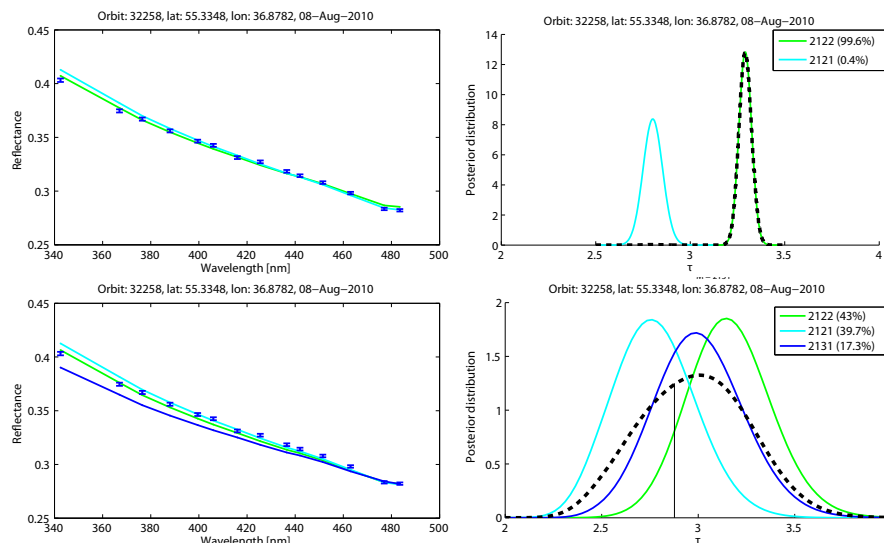 Orbit: 32258, lat: 55.3348, lon: 36.8782, 08−Aug−2010
0.45
0.4
0.35
0.3
0.25
Reflectance
340 360 380 400 420 440 460 480 500
Wavelength [nm]
Orbit: 32258, lat: 55.3348, lon: 36.8782, 08−Aug−2010
2122 (99.6%)
2121 (0.4%)
14
12
10
8
6
4
2
0
Posterior distribution
2 2.5 3 3.5 4
τ
Orbit: 32258, lat: 55.3348, lon: 36.8782, 08−Aug−2010
0.45
0.4
0.35
0.3
0.25
Reflectance
340 360 380 400 420 440 460 480 500
Wavelength [nm]
Orbit: 32258, lat: 55.3348, lon: 36.8782, 08−Aug−2010
2122 (43%)
2121 (39.7%)
2131 (17.3%)
2
1.5
1
0.5
0
Posterior distribution
2 2.5 3 3.5
τ